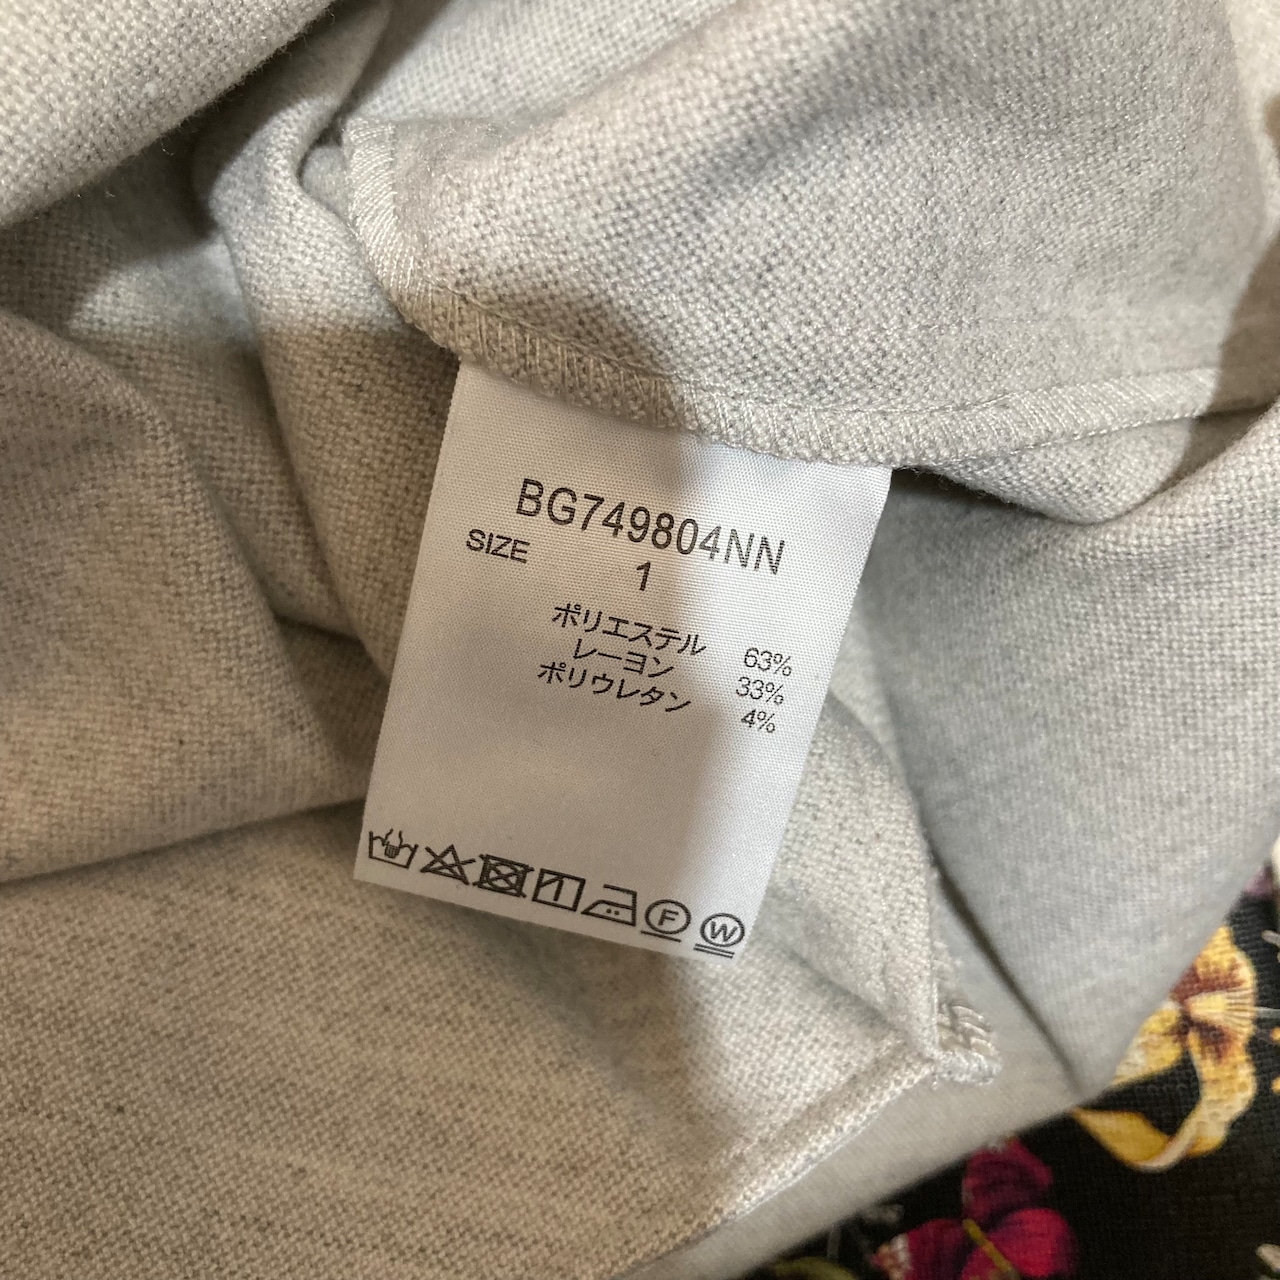 BG749804NN
SIZE 1
ポリエステル 63%
レーヨン 33%
ポリウレタン 4%
F W